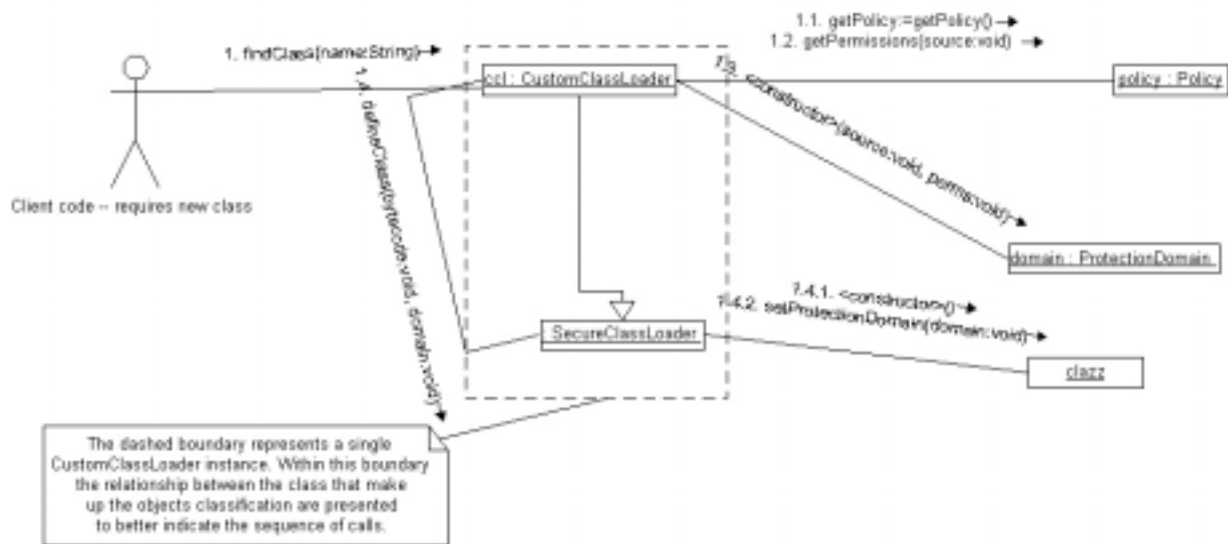 1.1. getPolicy:=getPolicy()
1.2. getPermissions(source:void)
1. findClass(name:String)
ccl : CustomClassLoader
policy : Policy
1.3. <constructor>(source:void, perms:void)
1.4. defineClass(bytecode:void, domain:void)
Client code -- requires new class
domain : ProtectionDomain
1.4.1. <constructor>()
1.4.2. setProtectionDomain(domain:void)
SecureClassLoader
clazz
The dashed boundary represents a single
CustomClassLoader instance. Within this boundary
the relationship between the class that make
up the objects classification are presented
to better indicate the sequence of calls.